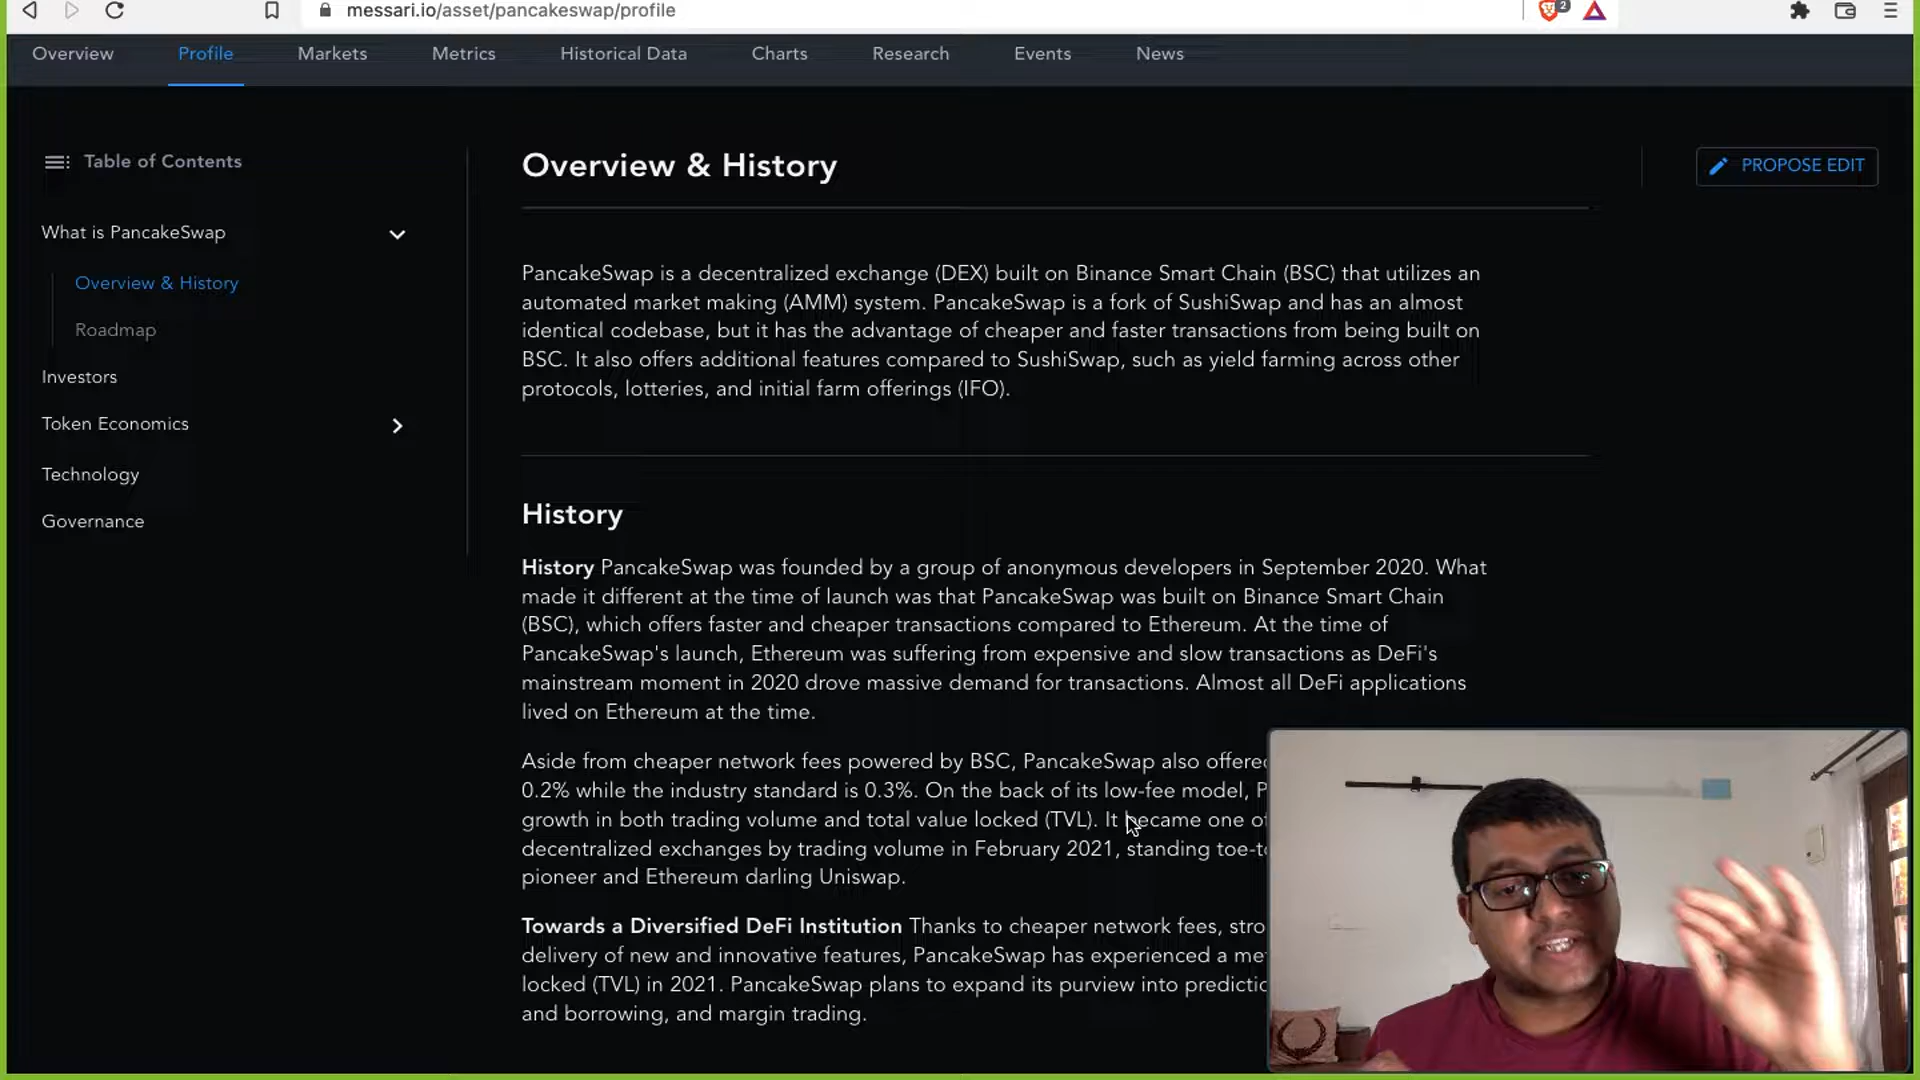 messari.io/asset/pancakeswap/profile
2
Overview Profile Markets Metrics Historical Data Charts Research Events News
Table of Contents
What is PancakeSwap
Overview & History
Roadmap
Investors
Token Economics
Technology
Governance
Overview & History
PROPOSE EDIT
PancakeSwap is a decentralized exchange (DEX) built on Binance Smart Chain (BSC) that utilizes an
automated market making (AMM) system. PancakeSwap is a fork of SushiSwap and has an almost
identical codebase, but it has the advantage of cheaper and faster transactions from being built on
BSC. It also offers additional features compared to SushiSwap, such as yield farming across other
protocols, lotteries, and initial farm offerings (IFO).
History
History PancakeSwap was founded by a group of anonymous developers in September 2020. What
made it different at the time of launch was that PancakeSwap was built on Binance Smart Chain
(BSC), which offers faster and cheaper transactions compared to Ethereum. At the time of
PancakeSwap's launch, Ethereum was suffering from expensive and slow transactions as DeFi's
mainstream moment in 2020 drove massive demand for transactions. Almost all DeFi applications
lived on Ethereum at the time.
Aside from cheaper network fees powered by BSC, PancakeSwap also offered
0.2% while the industry standard is 0.3%. On the back of its low-fee model,
growth in both trading volume and total value locked (TVL). It became one of
decentralized exchanges by trading volume in February 2021, standing
pioneer and Ethereum darling Uniswap.
Towards a Diversified DeFi Institution Thanks to cheaper network fees,
delivery of new and innovative features, PancakeSwap has experienced a
locked (TVL) in 2021. PancakeSwap plans to expand its purview into
and borrowing, and margin trading.